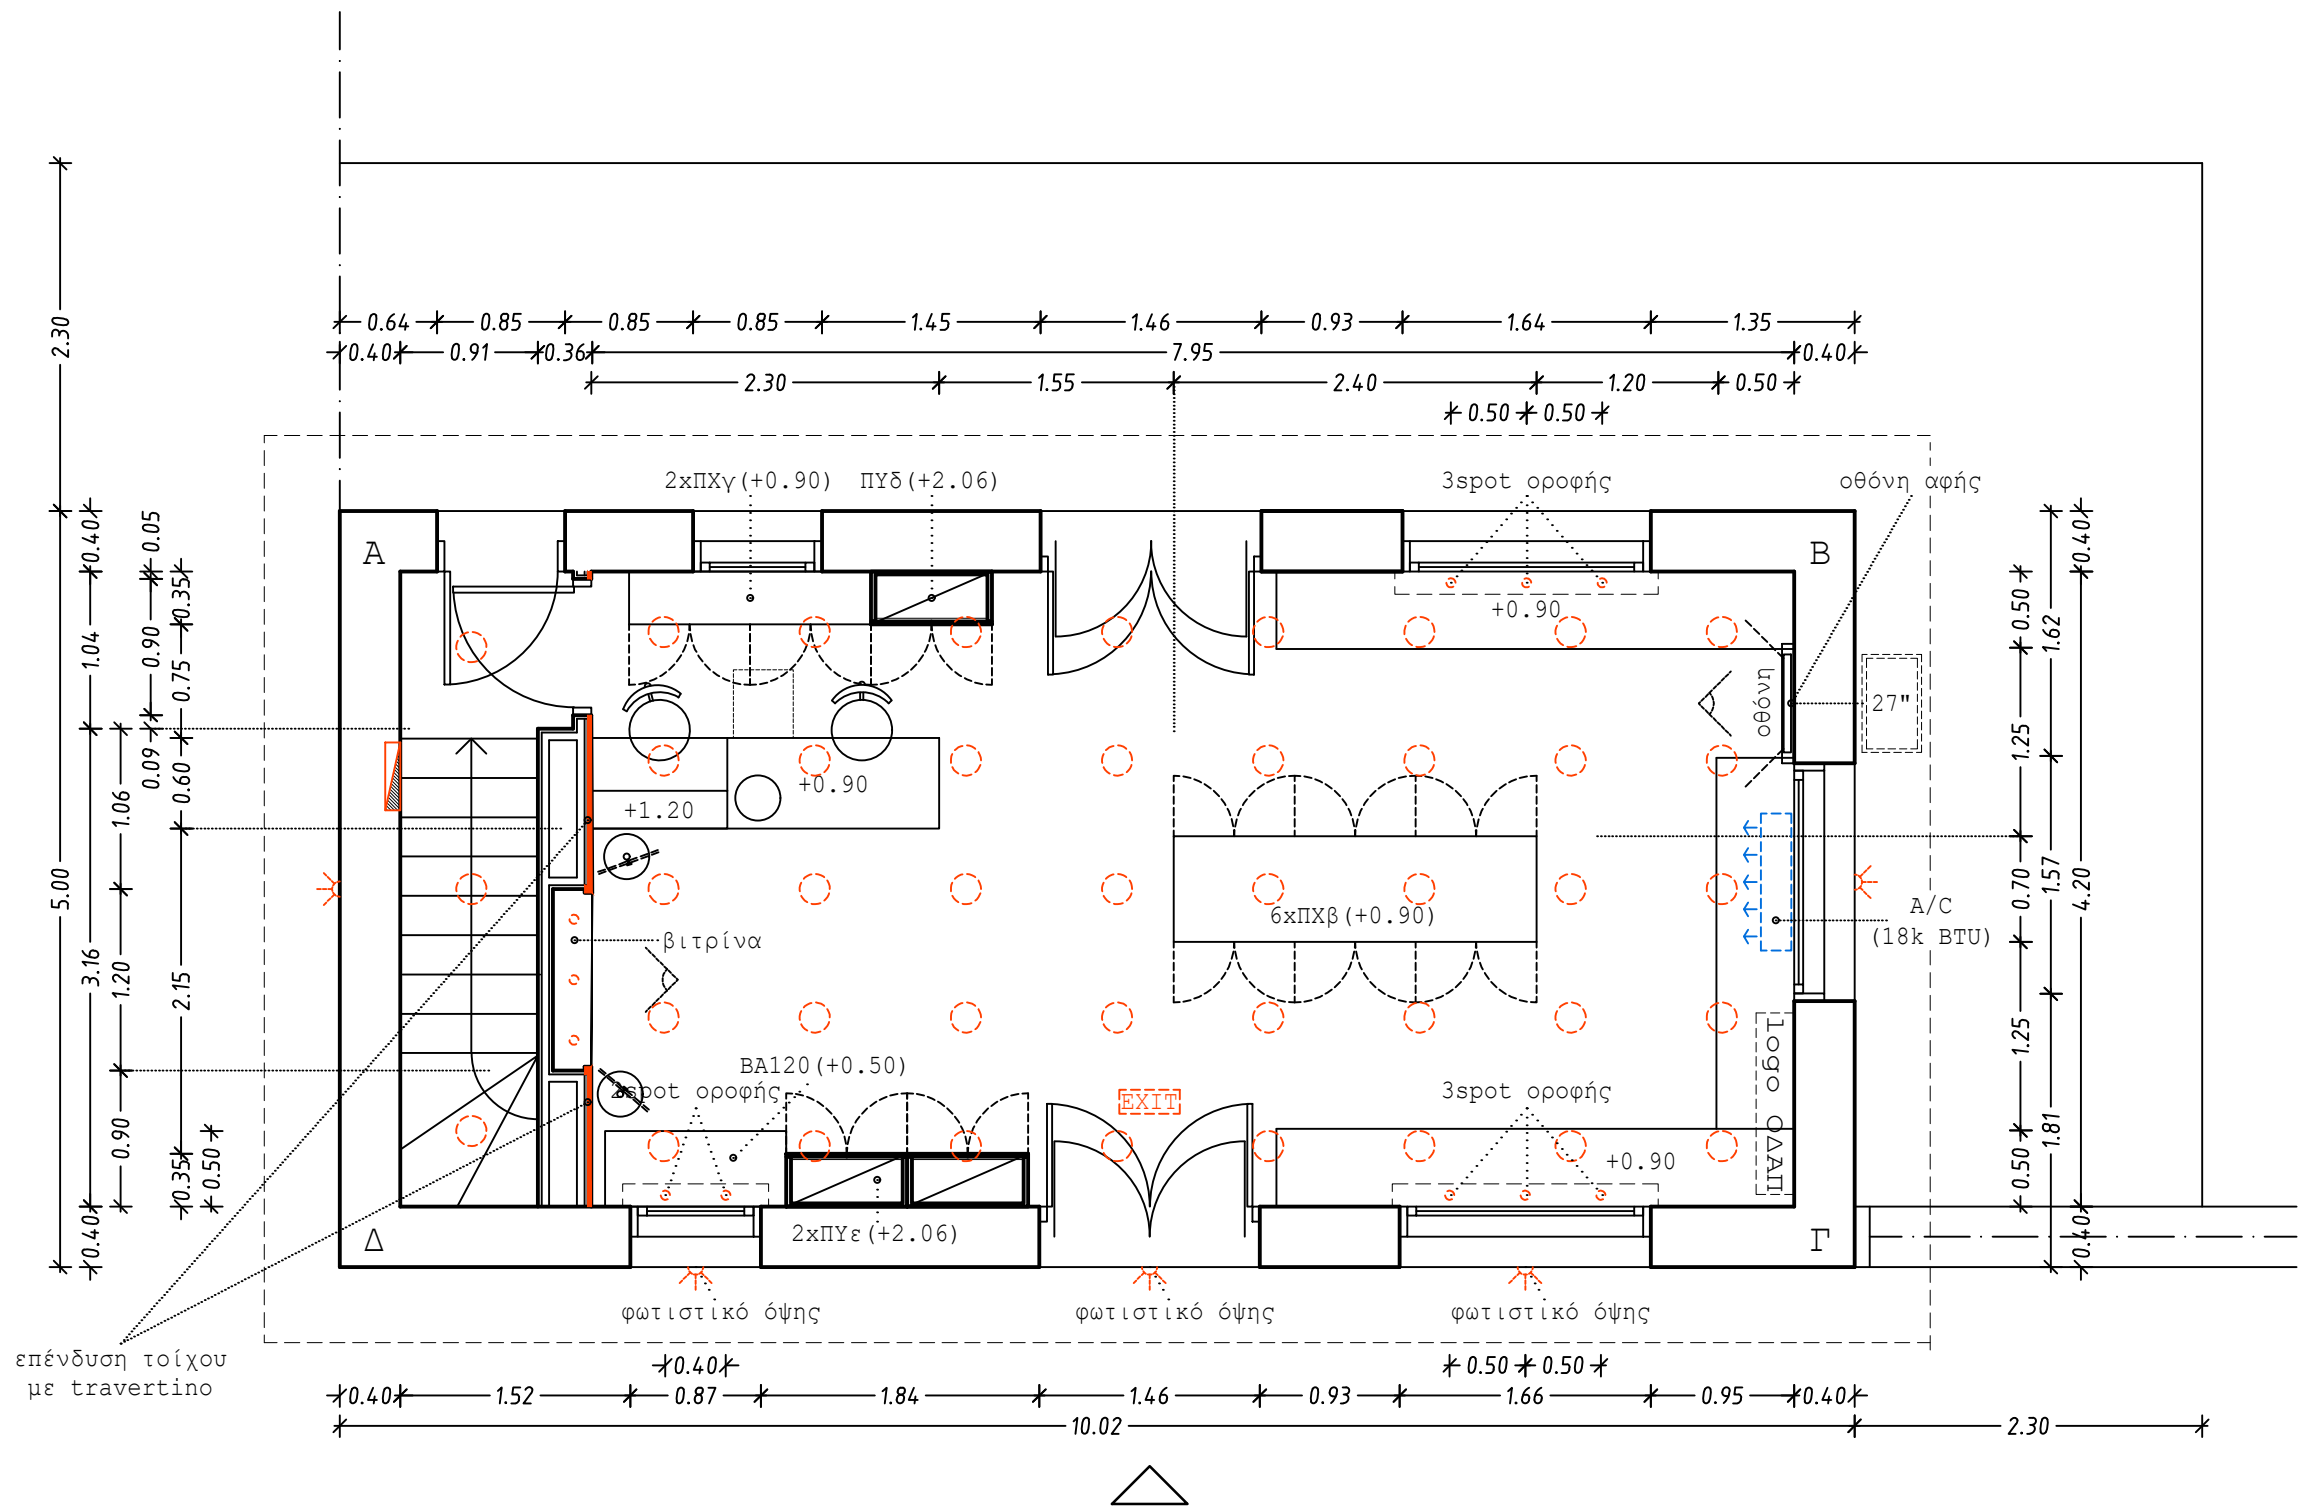 0.64 0.85 0.85 0.85 1.45 1.46 0.93 1.64 1.35
0.40 0.91 0.36 7.95 0.40
2.30 1.55 2.40 1.20 0.50
0.50 0.50
2.30
5.00
0.40
1.04
3.16
0.40
1.06
1.20
0.90
0.05
0.90
0.09
0.35
0.75
0.60
2.15
0.35
0.50
2xΠΧγ(+0.90) ΠΥδ(+2.06)
3spot οροφής
οθόνη αφής
Α
Β
+0.90
οθόνη
27"
+0.90
+1.20
6xΠΧβ(+0.90)
A/C
(18k BTU)
βιτρίνα
BA120(+0.50)
2spot οροφής
EXIT
3spot οροφής
logo ΟΔΑΠ
+0.90
2xΠΥε(+2.06)
Δ
Γ
φωτιστικό όψης
φωτιστικό όψης
φωτιστικό όψης
επένδυση τοίχου
με travertino
0.50
1.25
0.70
1.25
0.50
1.62
1.57
1.81
0.40
4.20
0.40
0.40
0.50 0.50
0.40 1.52 0.87 1.84 1.46 0.93 1.66 0.95 0.40
10.02 2.30